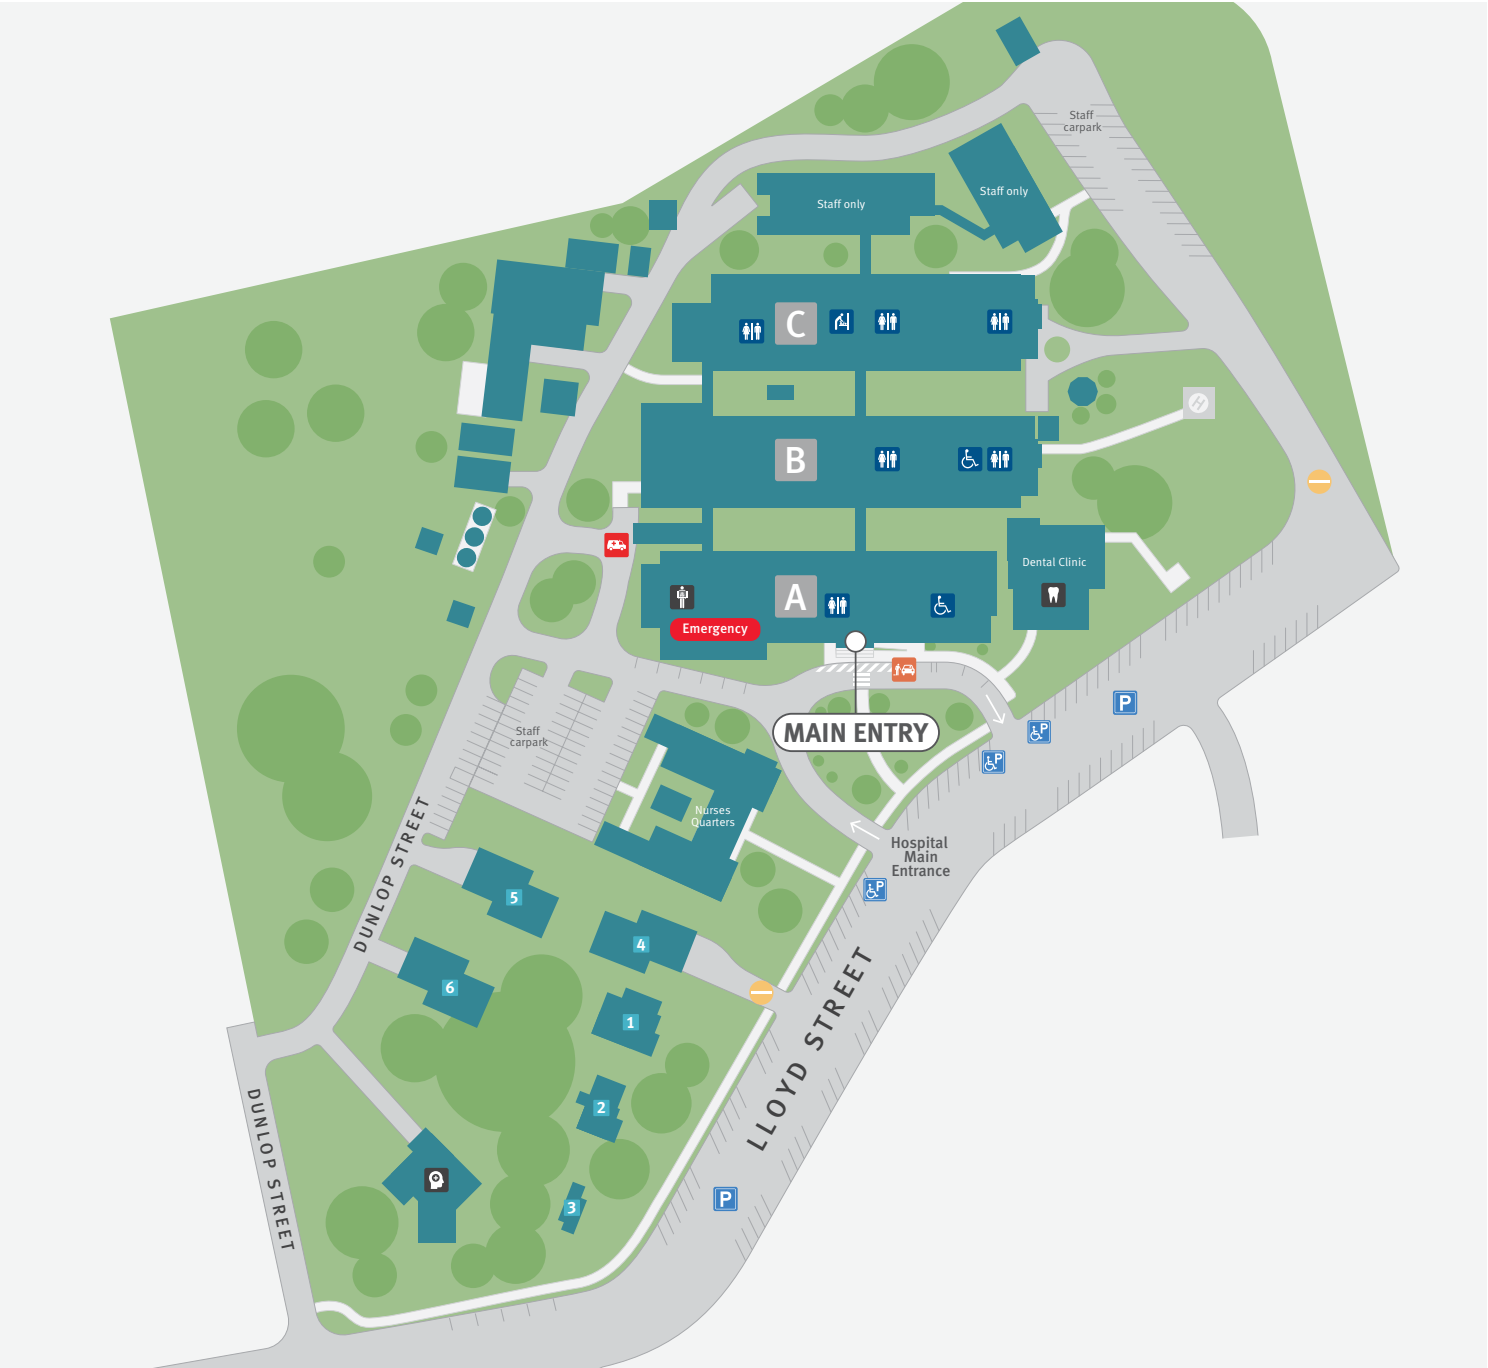 Staff
carpark
Staff only
Staff only
C
H
B
Dental Clinic
A
Emergency
P
P
P
MAIN ENTRY
Staff
carpark
Nurses
Quarters
Hospital
Main
Entrance
P
DUNLOP STREET
5
4
6
1
LLOYD STREET
2
DUNLOP STREET
P
3